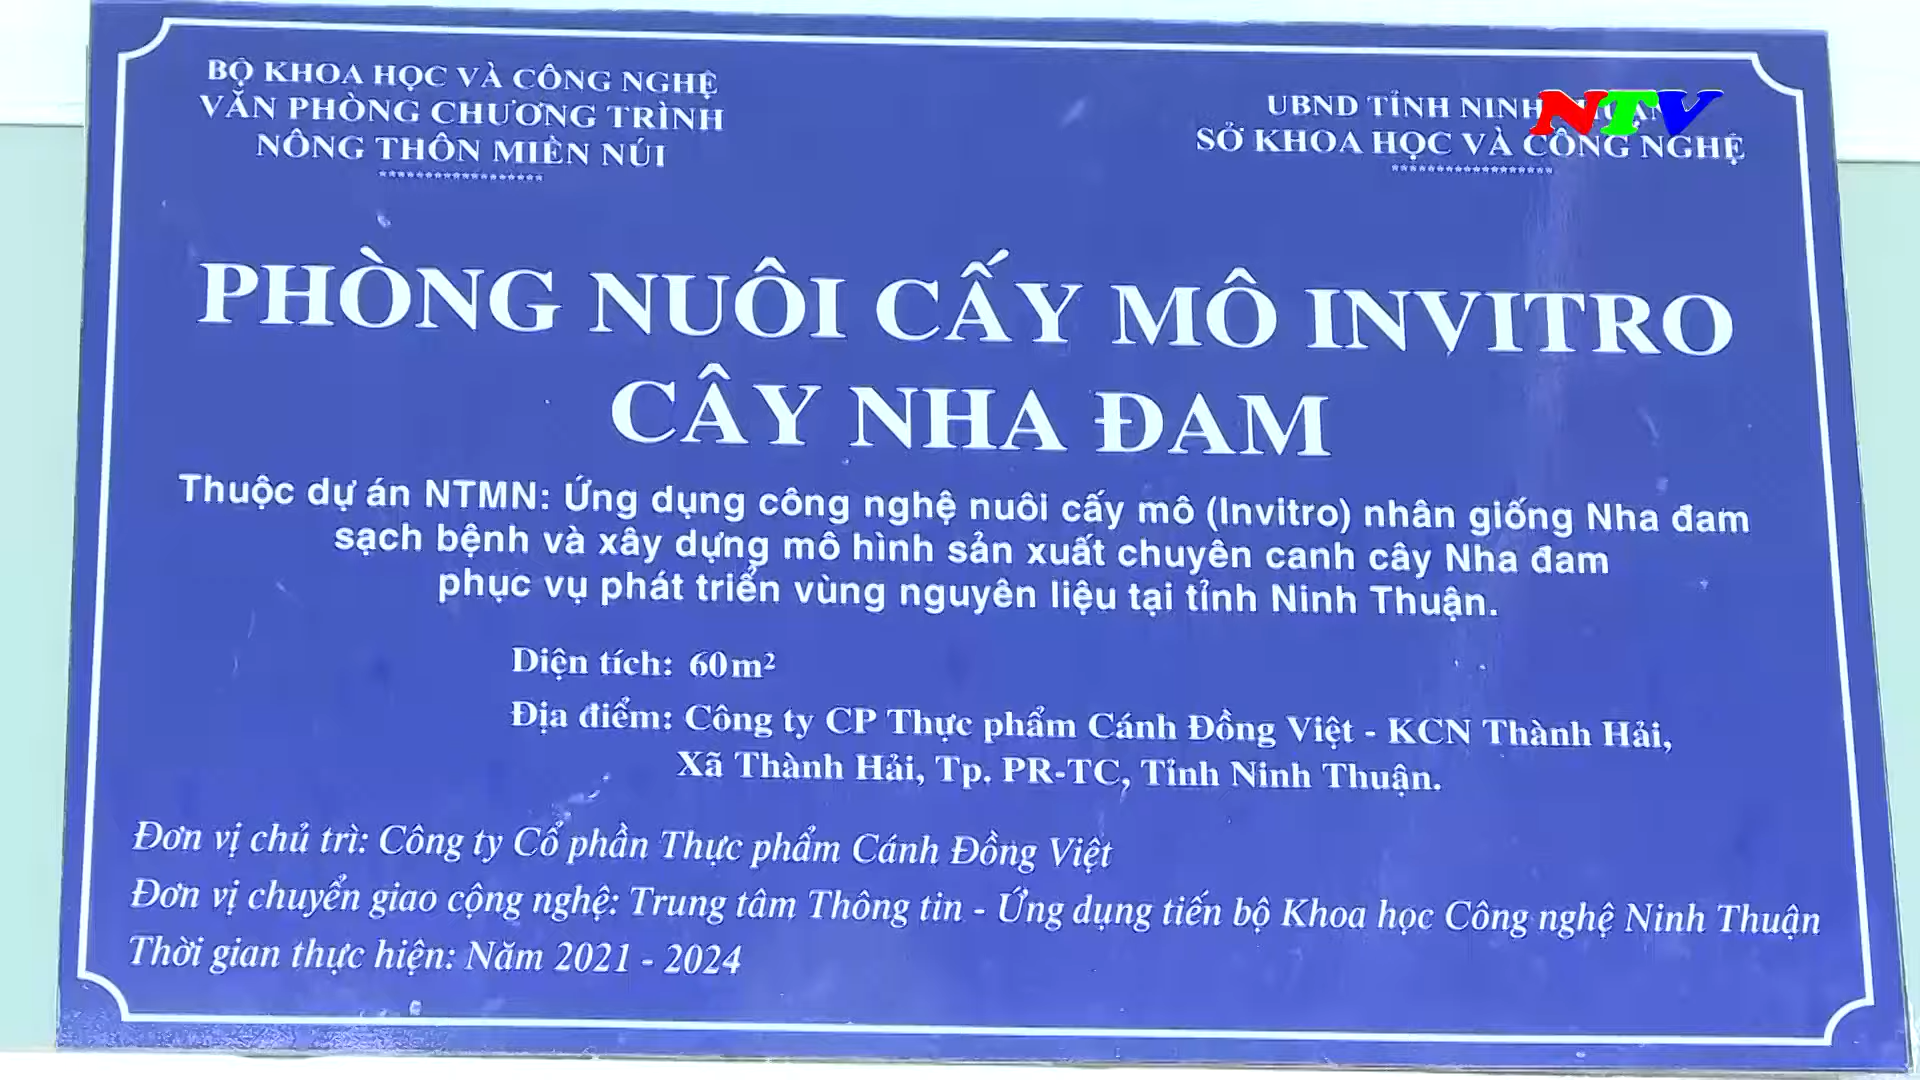 BỘ KHOA HỌC VÀ CÔNG NGHỆ
VĂN PHÒNG CHƯƠNG TRÌNH
NÔNG THÔN MIỀN NÚI
******************
UBND TỈNH NINH THUẬN
SỞ KHOA HỌC VÀ CÔNG NGHỆ
******************
NTV
PHÒNG NUÔI CẤY MÔ INVITRO
CÂY NHA ĐAM
Thuộc dự án NTMN: Ứng dụng công nghệ nuôi cấy mô (Invitro) nhân giống Nha đam
sạch bệnh và xây dựng mô hình sản xuất chuyên canh cây Nha đam
phục vụ phát triển vùng nguyên liệu tại tỉnh Ninh Thuận.
Diện tích: 60m²
Địa điểm: Công ty CP Thực phẩm Cánh Đồng Việt - KCN Thành Hải,
Xã Thành Hải, Tp. PR-TC, Tỉnh Ninh Thuận.
Đơn vị chủ trì: Công ty Cổ phần Thực phẩm Cánh Đồng Việt
Đơn vị chuyển giao công nghệ: Trung tâm Thông tin - Ứng dụng tiến bộ Khoa học Công nghệ Ninh Thuận
Thời gian thực hiện: Năm 2021 - 2024